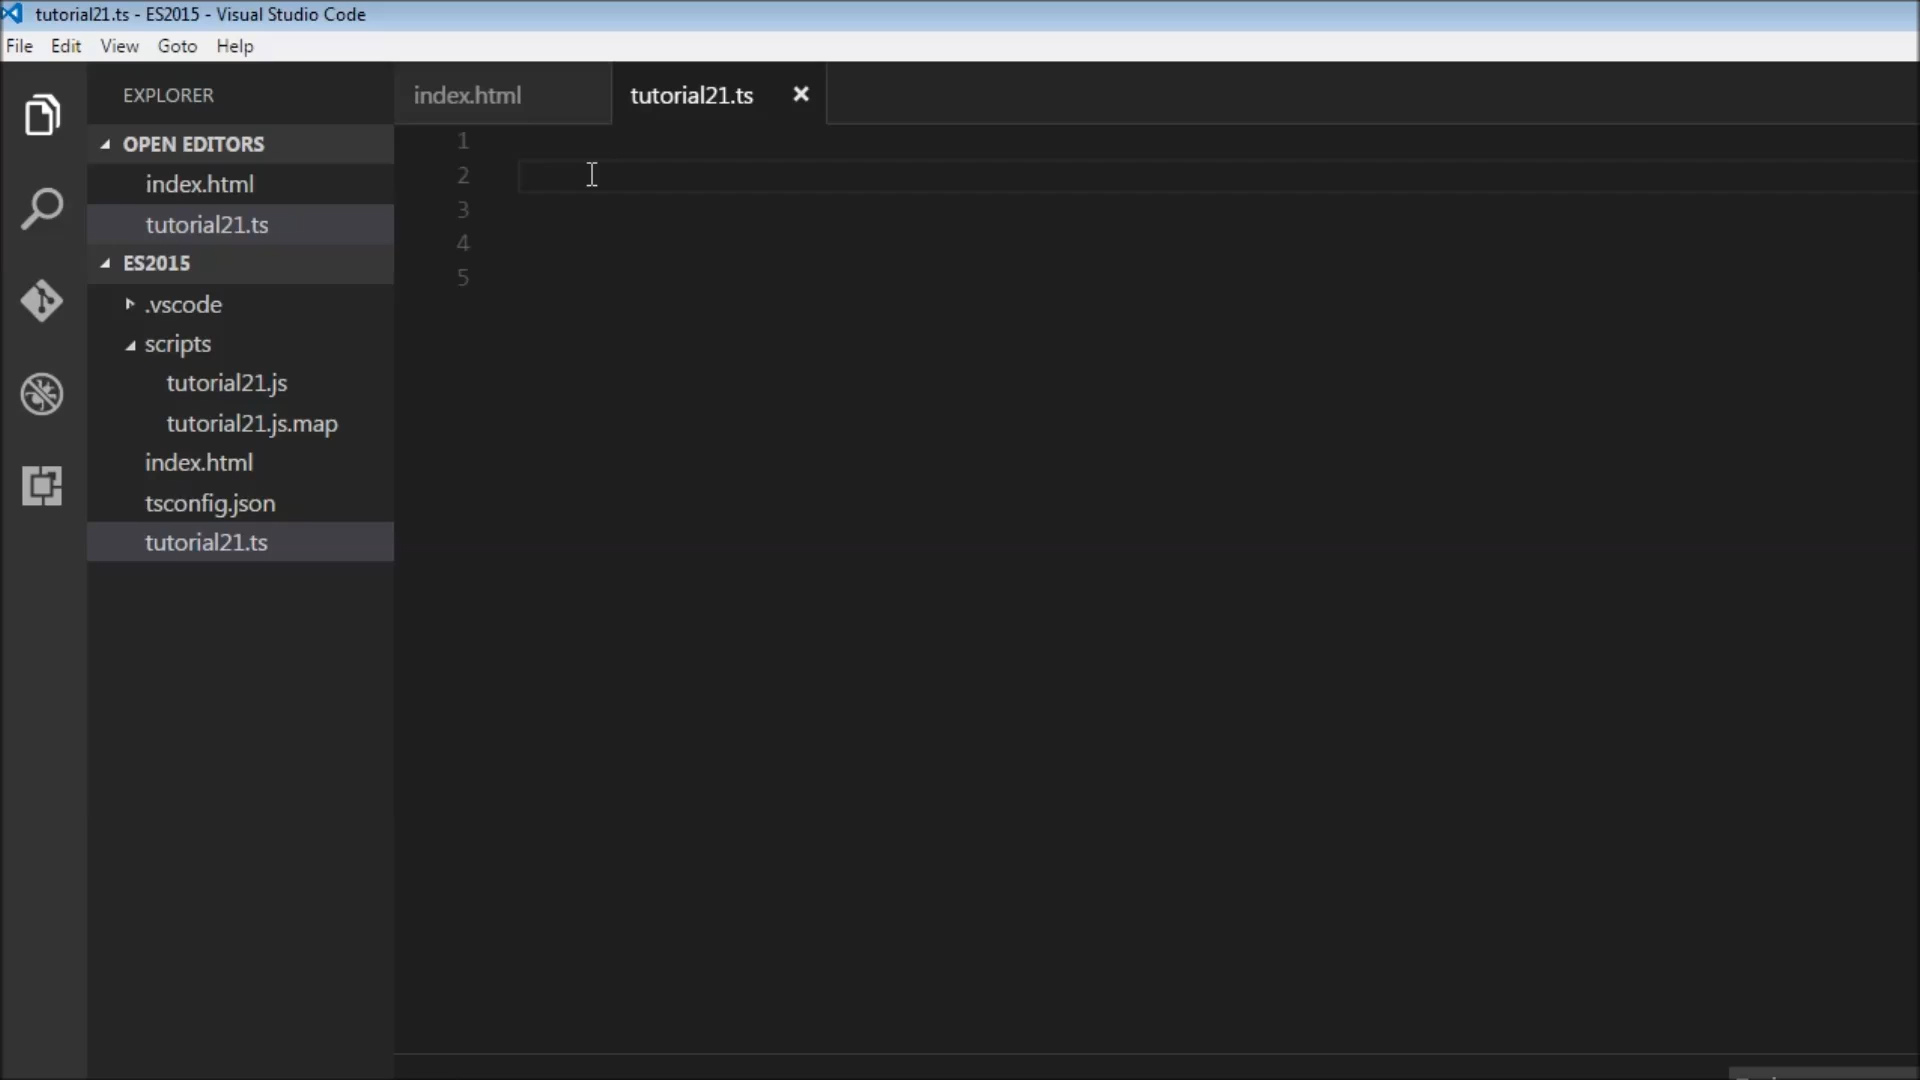 tutorial21.ts - ES2015 - Visual Studio Code
File Edit View Goto Help
EXPLORER
OPEN EDITORS
index.html
tutorial21.ts
ES2015
.vscode
scripts
tutorial21.js
tutorial21.js.map
index.html
tsconfig.json
tutorial21.ts
index.html tutorial21.ts
1
2
3
4
5